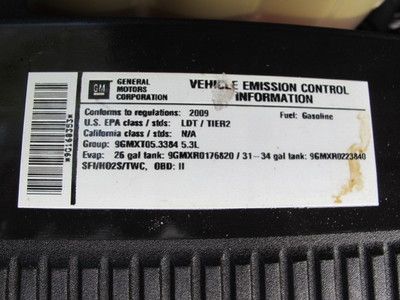 GM GENERAL MOTORS CORPORATION
VEHICLE EMISSION CONTROL INFORMATION
Conforms to regulations: 2009 Fuel: Gasoline
U.S. EPA class / stds: LDT / TIER2
California class / stds: N/A
Group: 9GMXT05.3384 5.3L
Evap: 26 gal tank: 9GMXR0176820 / 31-34 gal tank: 9GMXR0223840
SFI/HO2S/TWC, OBD: II